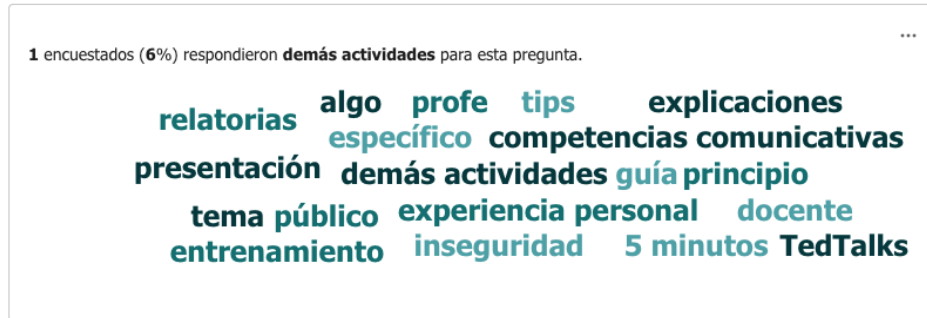 ...
1 encuestados (6%) respondieron demás actividades para esta pregunta.
relatorias algo profe tips explicaciones
específico competencias comunicativas
presentación demás actividades guía principio
tema público experiencia personal docente
entrenamiento inseguridad 5 minutos TedTalks